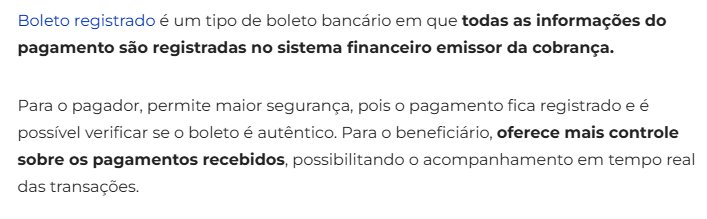 Boleto registrado é um tipo de boleto bancário em que todas as informações do
pagamento são registradas no sistema financeiro emissor da cobrança.
Para o pagador, permite maior segurança, pois o pagamento fica registrado e é
possível verificar se o boleto é autêntico. Para o beneficiário, oferece mais controle
sobre os pagamentos recebidos, possibilitando o acompanhamento em tempo real
das transações.